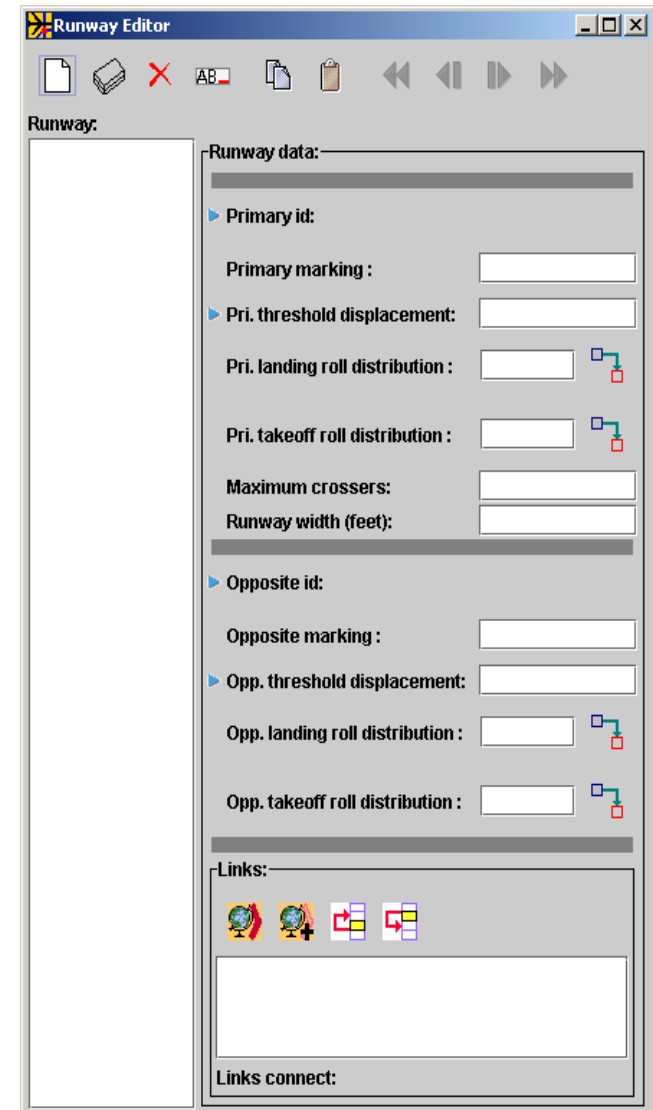 Runway Editor
AB
Runway:
Runway data:
Primary id:
Primary marking :
Pri. threshold displacement:
Pri. landing roll distribution :
Pri. takeoff roll distribution :
Maximum crossers:
Runway width (feet):
Opposite id:
Opposite marking :
Opp. threshold displacement:
Opp. landing roll distribution :
Opp. takeoff roll distribution :
Links:
Links connect: